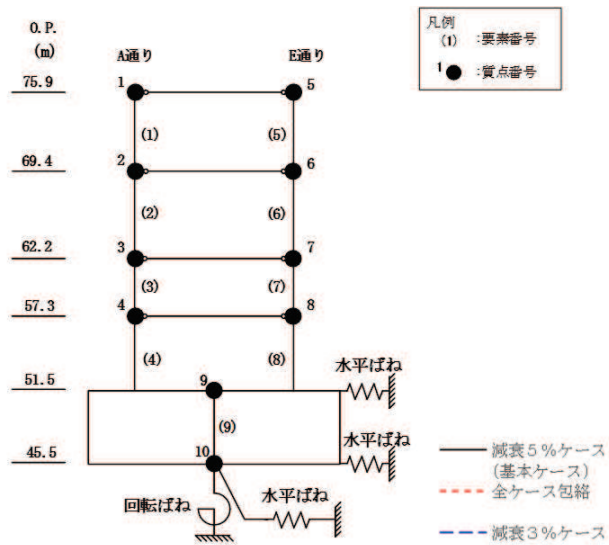 O.P.
(m)
75.9
69.4
62.2
57.3
51.5
45.5
A通り
E通り
1
5
(1)
(5)
2
6
(2)
(6)
3
7
(3)
(7)
4
8
(4)
(8)
9
水平ばね
(9)
水平ばね
10
回転ばね
水平ばね
凡例
(1) :要素番号
1 :質点番号
減衰5%ケース
(基本ケース)
全ケース包絡
減衰3%ケース